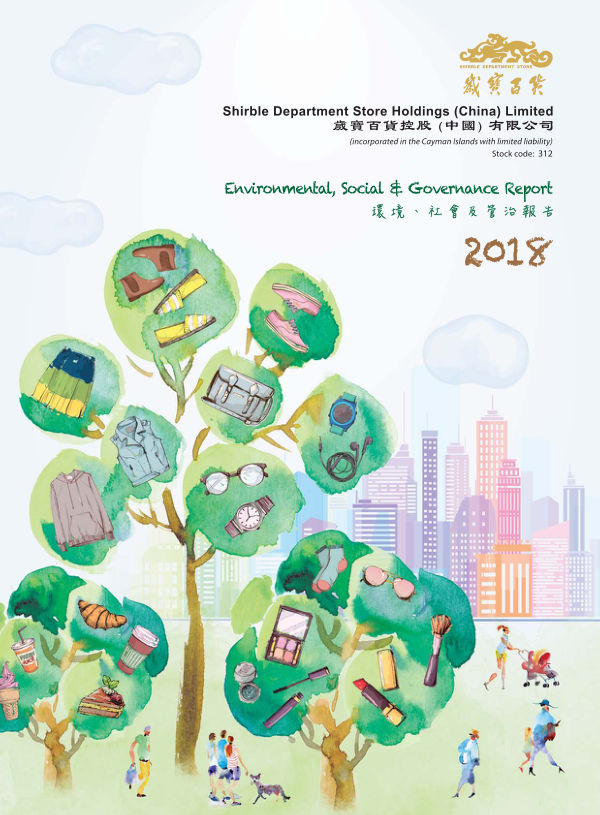 SHIRBLE DEPARTMENT STORE
歲寶百貨
Shirble Department Store Holdings (China) Limited
歲寶百貨控股（中國）有限公司
(incorporated in the Cayman Islands with limited liability)
Stock code: 312
Environmental, Social & Governance Report
環境、社會及管治報告
2018